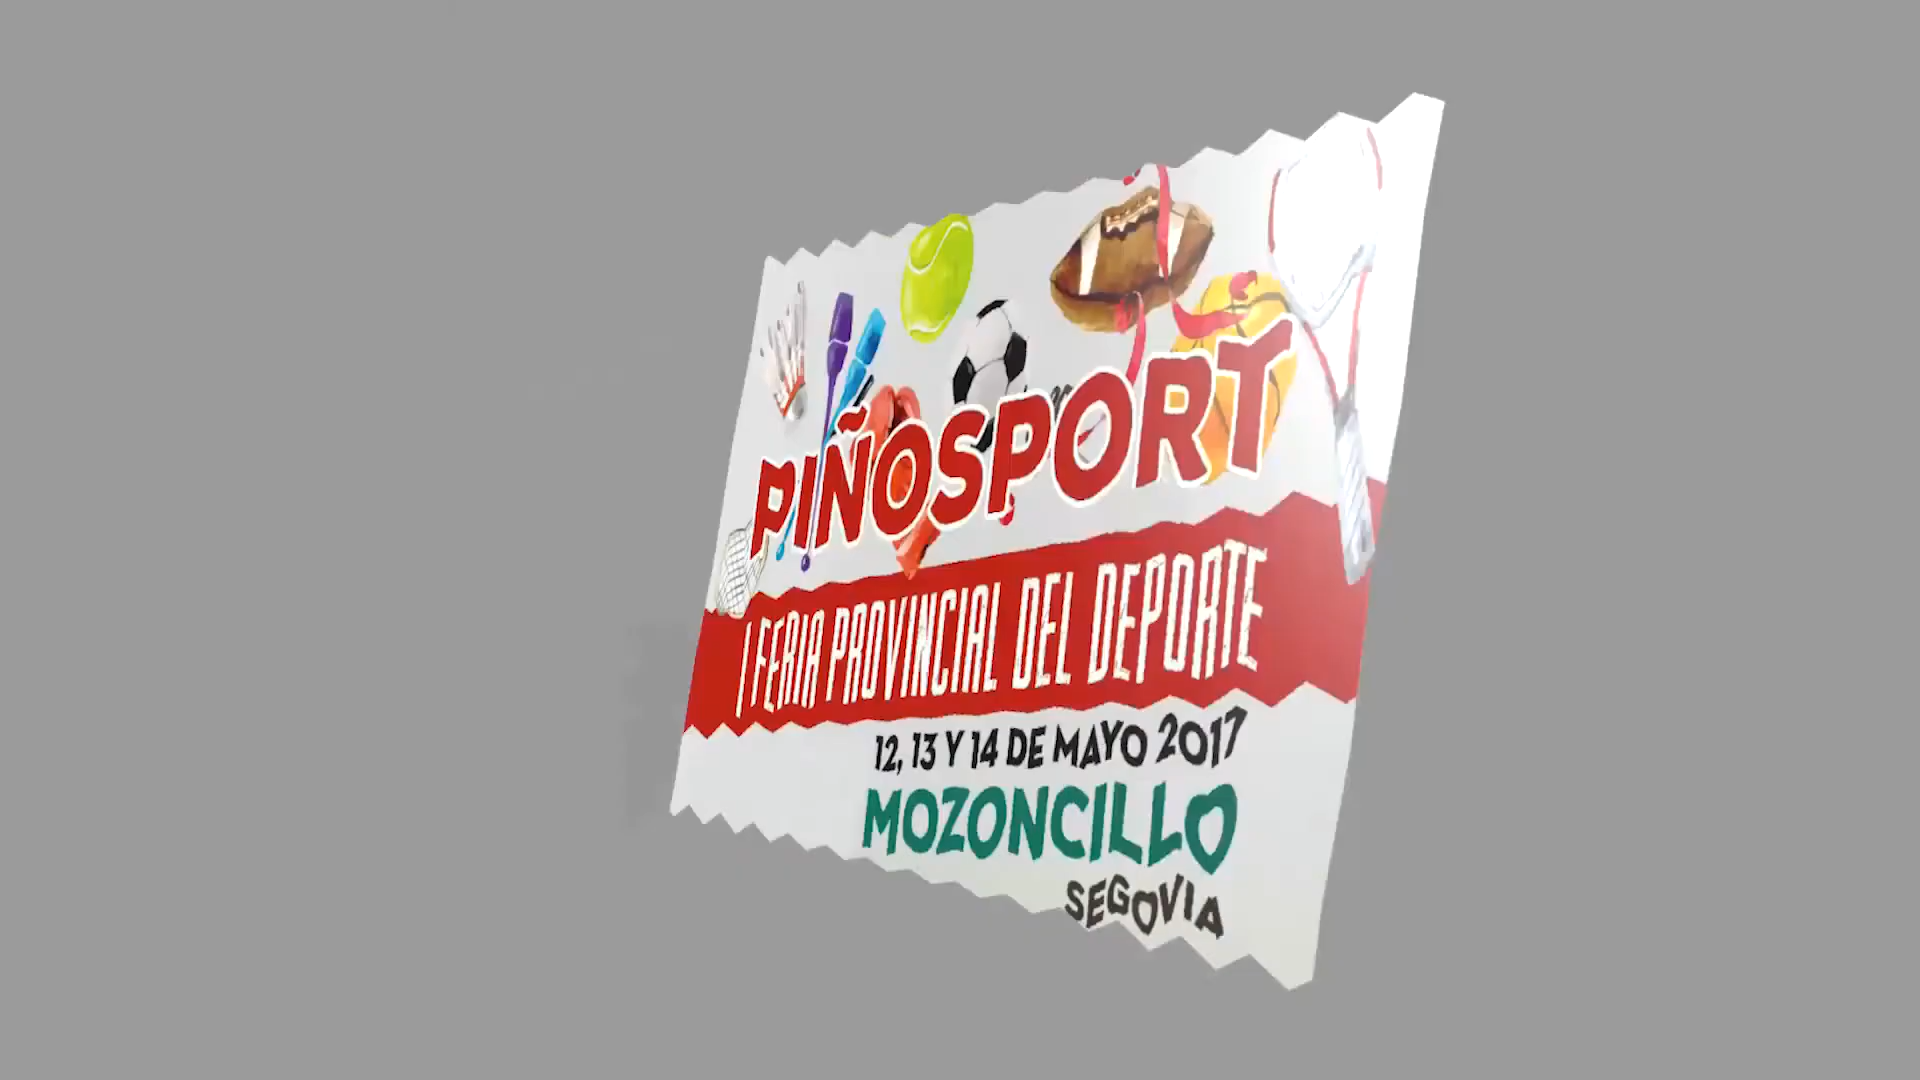 PIÑOSPORT
I FERIA PROVINCIAL DEL DEPORTE
12, 13 Y 14 DE MAYO 2017
MOZONCILLO
SEGOVIA